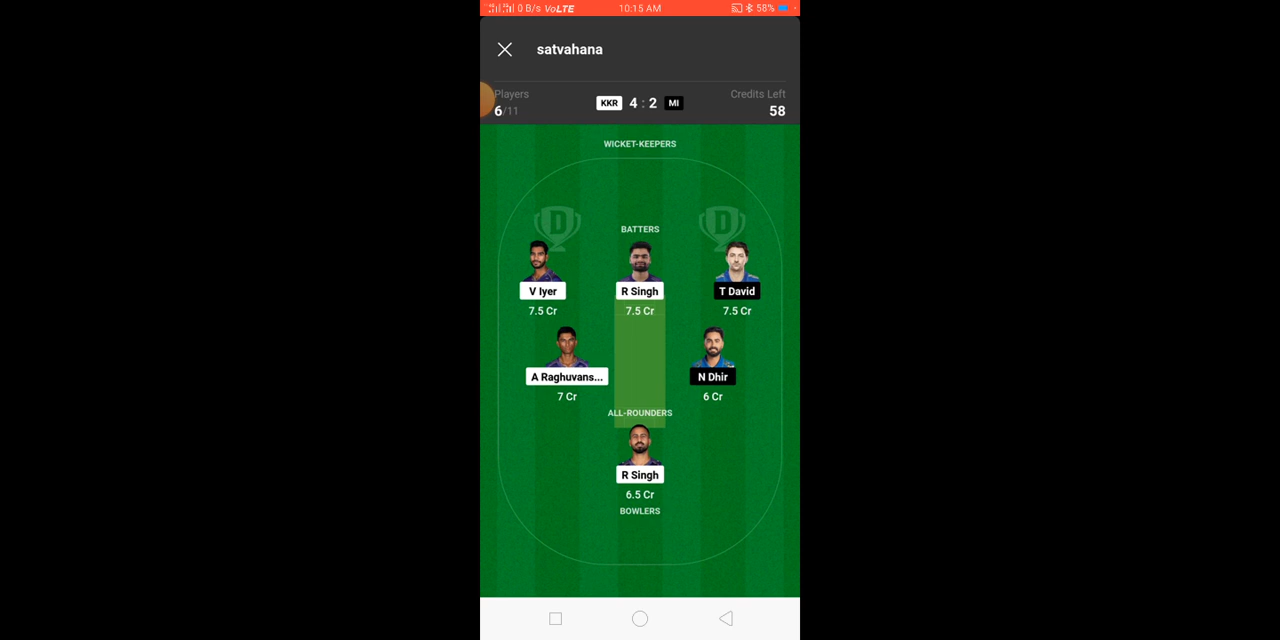 0 B/s VoLTE 10:15 AM 58%
satvahana
Players KKR 4 : 2 MI Credits Left
6/11 58
WICKET-KEEPERS
D D
BATTERS
V Iyer R Singh T David
7.5 Cr 7.5 Cr 7.5 Cr
A Raghuvans... N Dhir
7 Cr 6 Cr
ALL-ROUNDERS
R Singh
6.5 Cr
BOWLERS